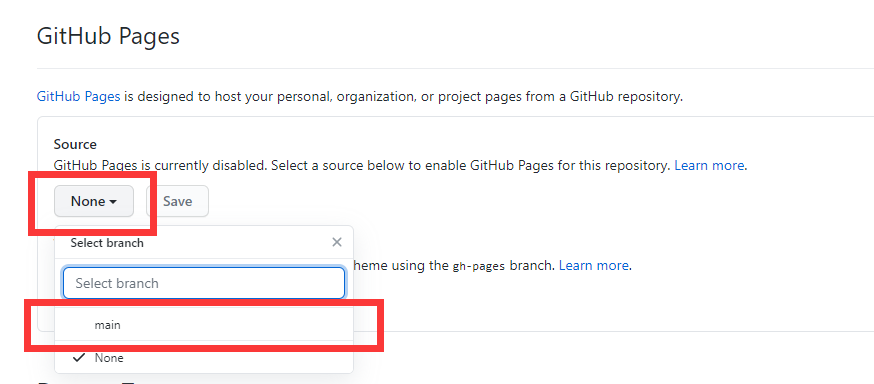 GitHub Pages
GitHub Pages is designed to host your personal, organization, or project pages from a GitHub repository.
Source
GitHub Pages is currently disabled. Select a source below to enable GitHub Pages for this repository. Learn more.
None Save
Select branch ×
heme using the gh-pages branch. Learn more.
Select branch
main
None